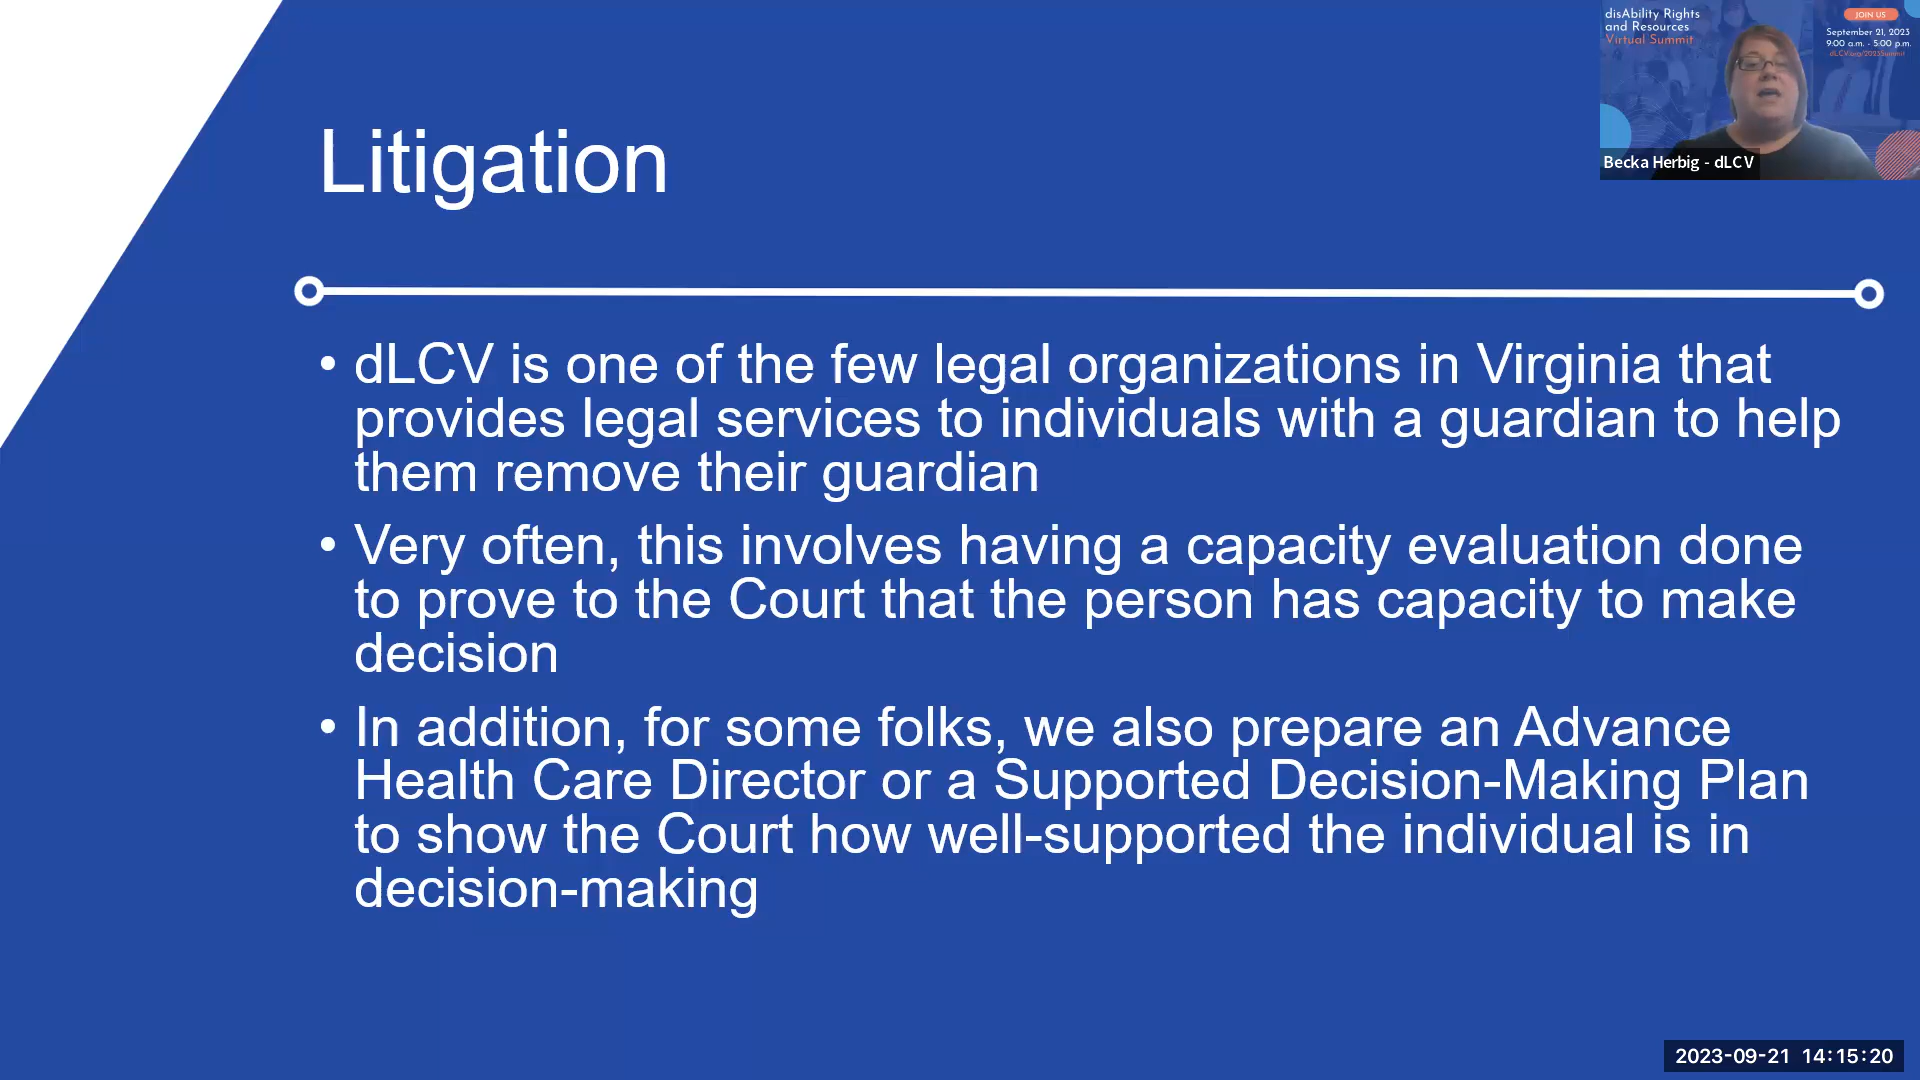 disAbility Rights
and Resources
Virtual Summit
JOIN US
September 21, 2023
9:00 a.m. - 5:00 p.m.
dLCV.org/2023Summit
Becka Herbig - dLCV
Litigation
• dLCV is one of the few legal organizations in Virginia that
provides legal services to individuals with a guardian to help
them remove their guardian
• Very often, this involves having a capacity evaluation done
to prove to the Court that the person has capacity to make
decision
• In addition, for some folks, we also prepare an Advance
Health Care Director or a Supported Decision-Making Plan
to show the Court how well-supported the individual is in
decision-making
2023-09-21 14:15:20